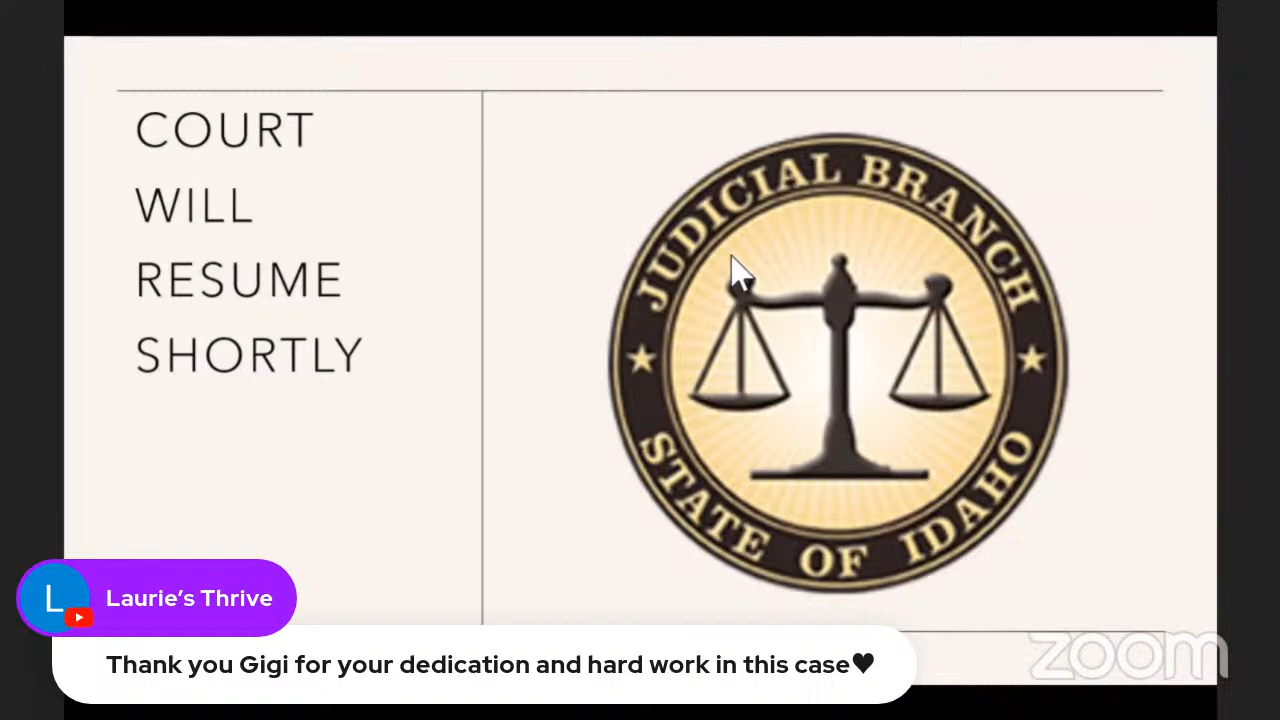 COURT
WILL
RESUME
SHORTLY
JUDICIAL BRANCH
STATE OF IDAHO
L
Laurie’s Thrive
Thank you Gigi for your dedication and hard work in this case♥
zoom